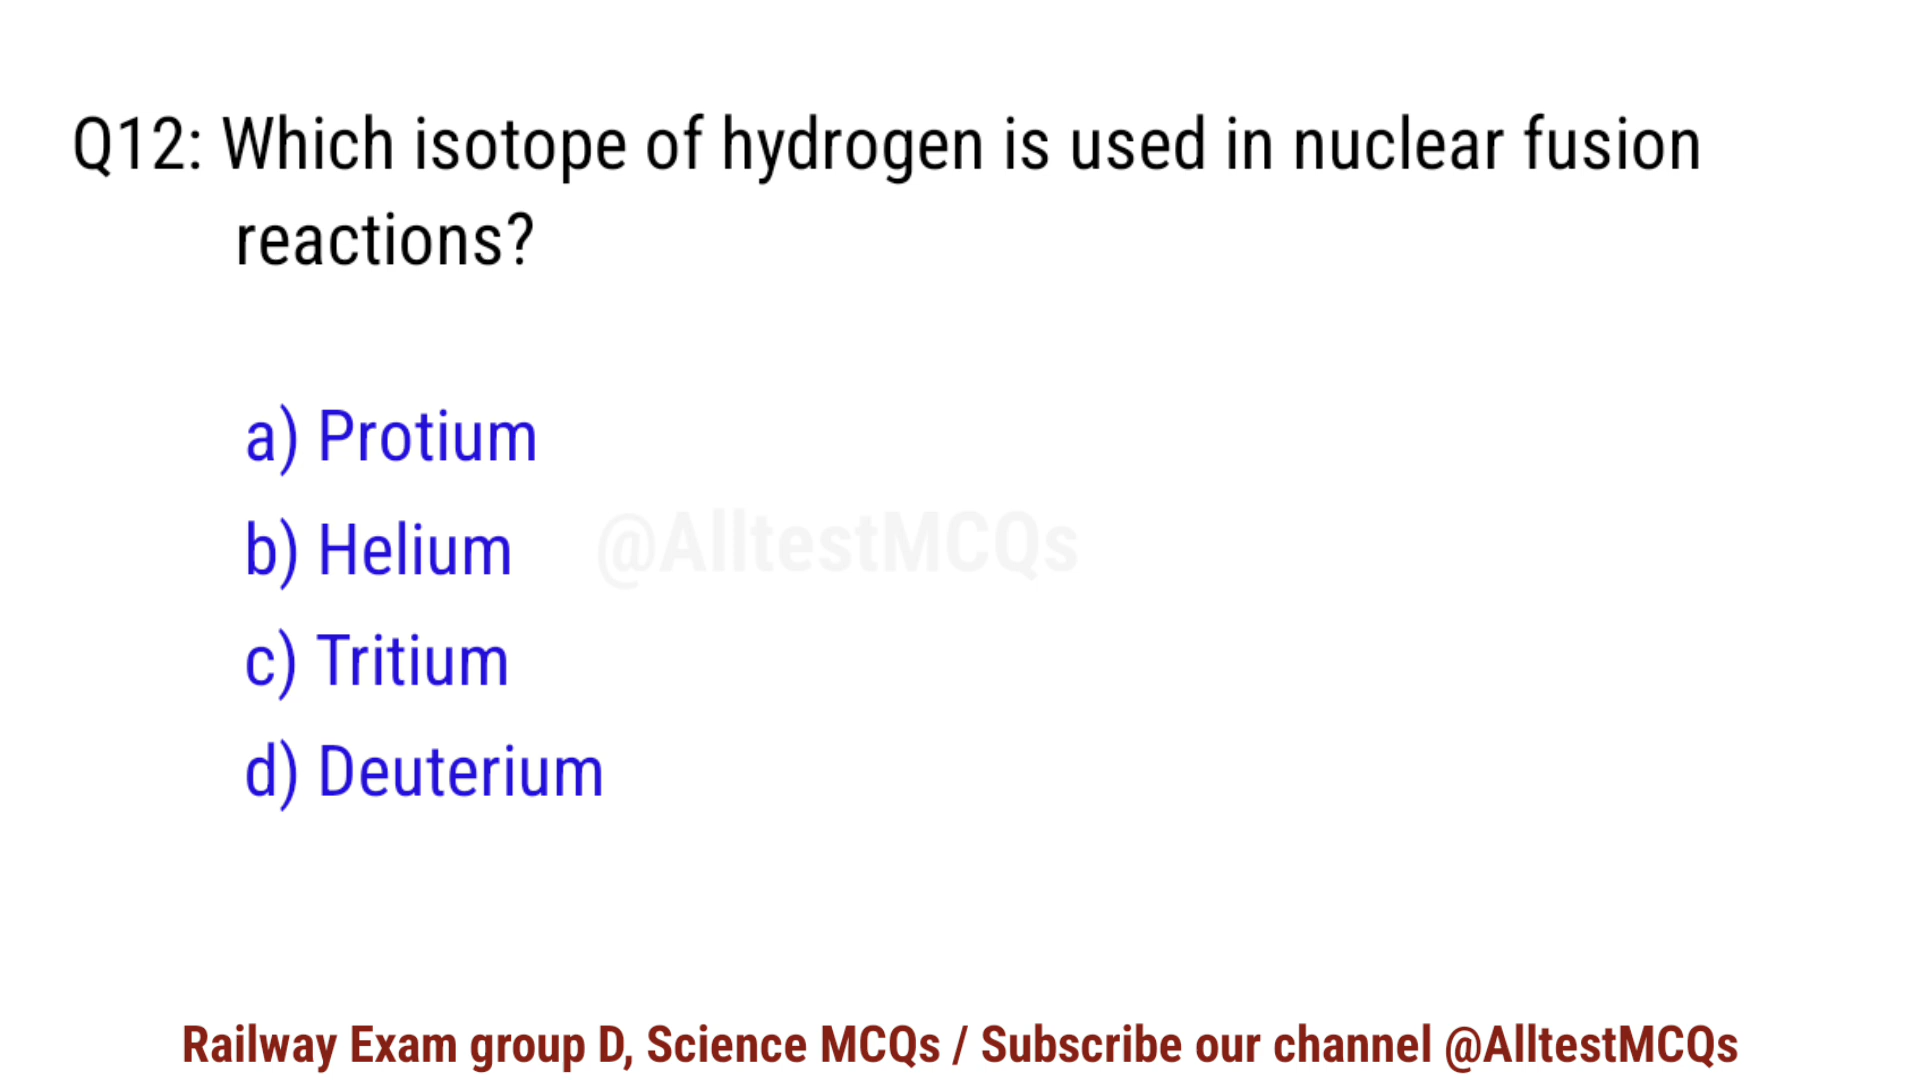 Q12: Which isotope of hydrogen is used in nuclear fusion
reactions?
a) Protium
b) Helium
@AlltestMCQs
c) Tritium
d) Deuterium
Railway Exam group D, Science MCQs / Subscribe our channel @AlltestMCQs